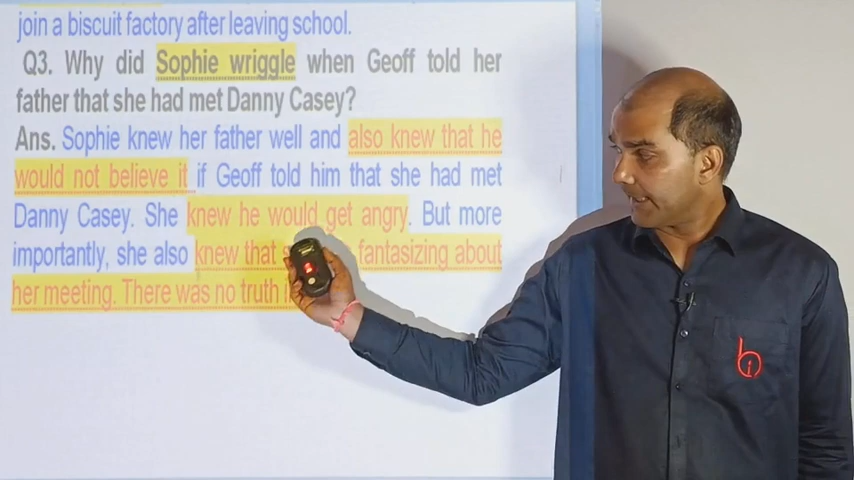 join a biscuit factory after leaving school.
Q3. Why did Sophie wriggle when Geoff told her
father that she had met Danny Casey?
Ans. Sophie knew her father well and also knew that he
would not believe it if Geoff told him that she had met
Danny Casey. She knew he would get angry. But more
importantly, she also knew that fantasizing about
her meeting. There was no truth